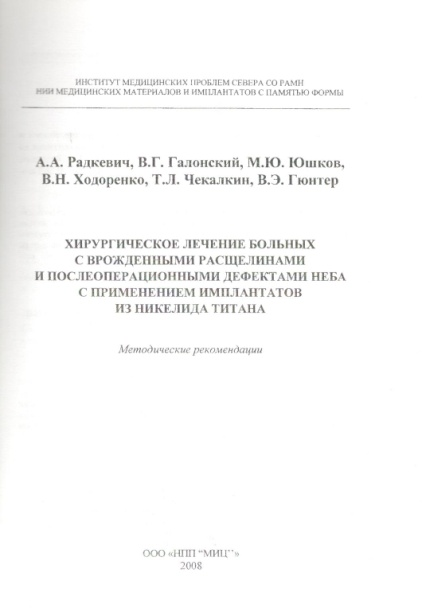 ИНСТИТУТ МЕДИЦИНСКИХ ПРОБЛЕМ СЕВЕРА СО РАМН
НИИ МЕДИЦИНСКИХ МАТЕРИАЛОВ И ИМПЛАНТАТОВ С ПАМЯТЬЮ ФОРМЫ
А.А. Радкевич, В.Г. Галонский, М.Ю. Юшков,
В.Н. Ходоренко, Т.Л. Чекалкин, В.Э. Гюнтер
ХИРУРГИЧЕСКОЕ ЛЕЧЕНИЕ БОЛЬНЫХ
С ВРОЖДЕННЫМИ РАСЩЕЛИНАМИ
И ПОСЛЕОПЕРАЦИОННЫМИ ДЕФЕКТАМИ НЕБА
С ПРИМЕНЕНИЕМ ИМПЛАНТАТОВ
ИЗ НИКЕЛИДА ТИТАНА
Методические рекомендации
ООО «НПП “МИЦ”»
2008